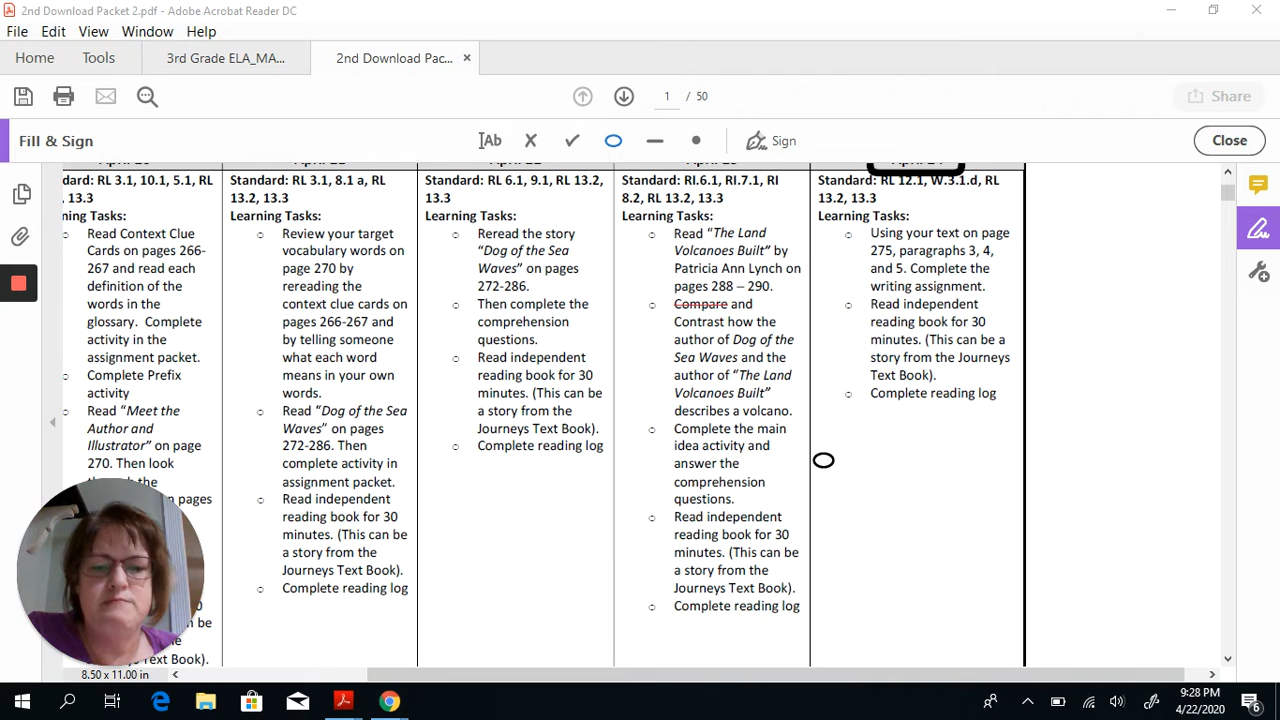 2nd Download Packet 2.pdf - Adobe Acrobat Reader DC
File Edit View Window Help
Home Tools 3rd Grade ELA_MA... 2nd Download Pac... ×
1 / 50 Share
Fill & Sign Ab Sign Close
dard: RL 3.1, 10.1, 5.1, RL
, 13.3
ning Tasks:
Read Context Clue
Cards on pages 266-
267 and read each
definition of the
words in the
glossary. Complete
activity in the
assignment packet.
Complete Prefix
activity
Read "Meet the
Author and
Illustrator" on page
270. Then look
the
pages
n be
Text Book).
Standard: RL 3.1, 8.1 a, RL
13.2, 13.3
Learning Tasks:
Review your target
vocabulary words on
page 270 by
rereading the
context clue cards on
pages 266-267 and
by telling someone
what each word
means in your own
words.
Read "Dog of the Sea
Waves" on pages
272-286. Then
complete activity in
assignment packet.
Read independent
reading book for 30
minutes. (This can be
a story from the
Journeys Text Book).
Complete reading log
Standard: RL 6.1, 9.1, RL 13.2,
13.3
Learning Tasks:
Reread the story
"Dog of the Sea
Waves" on pages
272-286.
Then complete the
comprehension
questions.
Read independent
reading book for 30
minutes. (This can be
a story from the
Journeys Text Book).
Complete reading log
Standard: RI.6.1, RI.7.1, RI
8.2, RL 13.2, 13.3
Learning Tasks:
Read "The Land
Volcanoes Built" by
Patricia Ann Lynch on
pages 288 – 290.
Compare and
Contrast how the
author of Dog of the
Sea Waves and the
author of "The Land
Volcanoes Built"
describes a volcano.
Complete the main
idea activity and
answer the
comprehension
questions.
Read independent
reading book for 30
minutes. (This can be
a story from the
Journeys Text Book).
Complete reading log
Standard: RL 12.1, W.3.1.d, RL
13.2, 13.3
Learning Tasks:
Using your text on page
275, paragraphs 3, 4,
and 5. Complete the
writing assignment.
Read independent
reading book for 30
minutes. (This can be a
story from the Journeys
Text Book).
Complete reading log
8.50 x 11.00 in
9:28 PM
4/22/2020
6